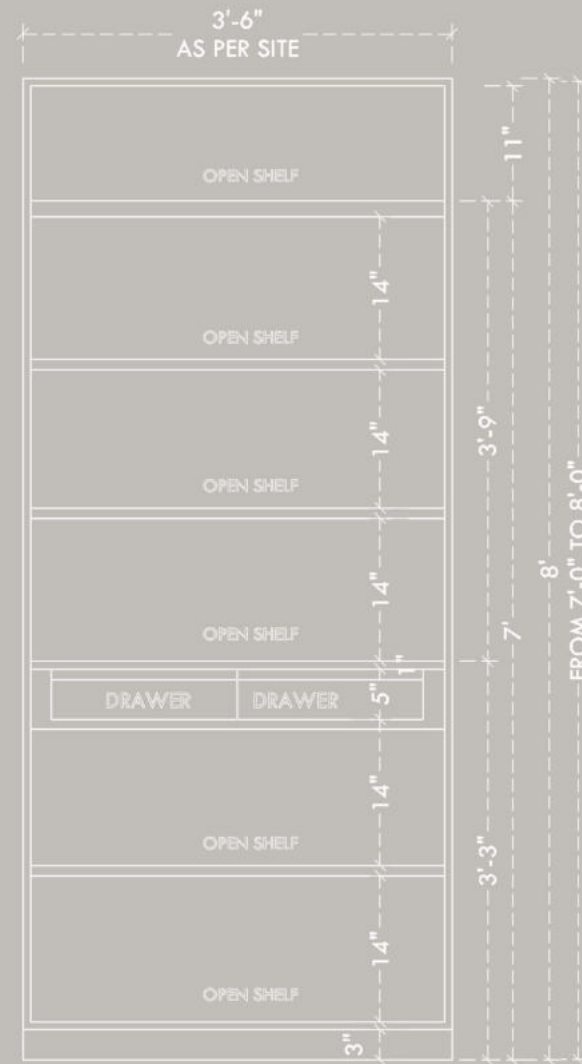 3'-6"
AS PER SITE
11"
OPEN SHELF
14"
OPEN SHELF
14"
3'-9"
OPEN SHELF
14"
8'
FROM 7'-0" TO 8'-0"
7'
OPEN SHELF
1"
DRAWER DRAWER
5"
14"
OPEN SHELF
3'-3"
14"
OPEN SHELF
3"